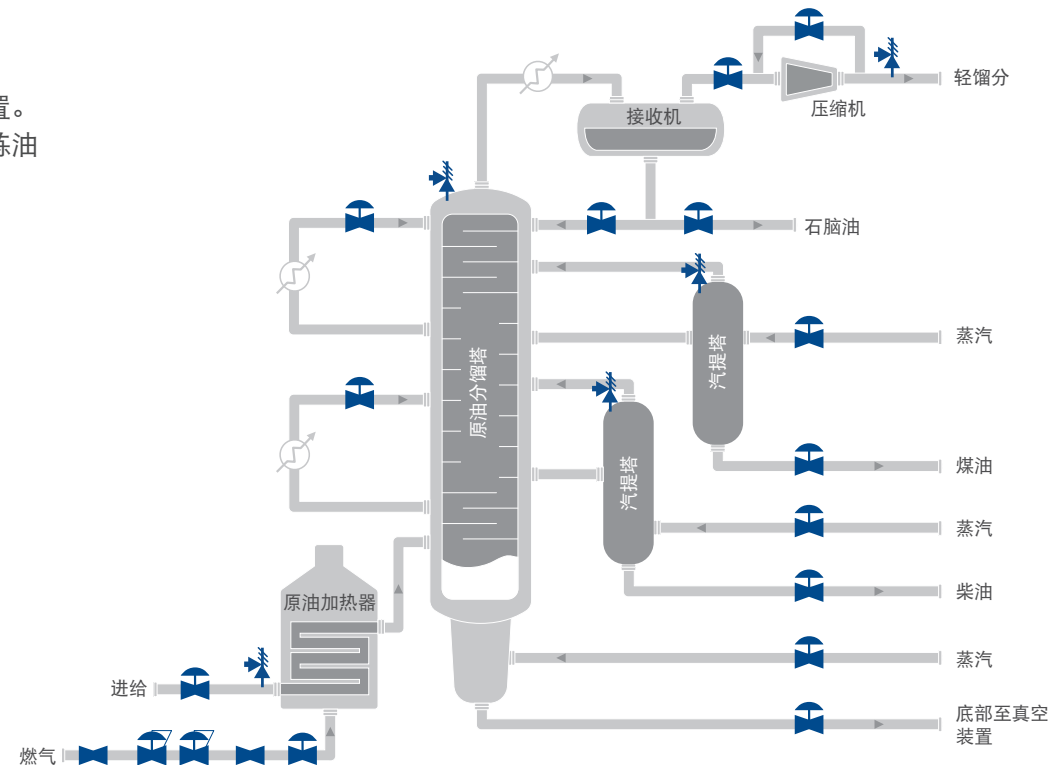 置。
炼油
轻馏分
压缩机
接收机
石脑油
蒸汽
汽提塔
原油分馏塔
汽提塔
煤油
蒸汽
柴油
原油加热器
蒸汽
进给
底部至真空
装置
燃气